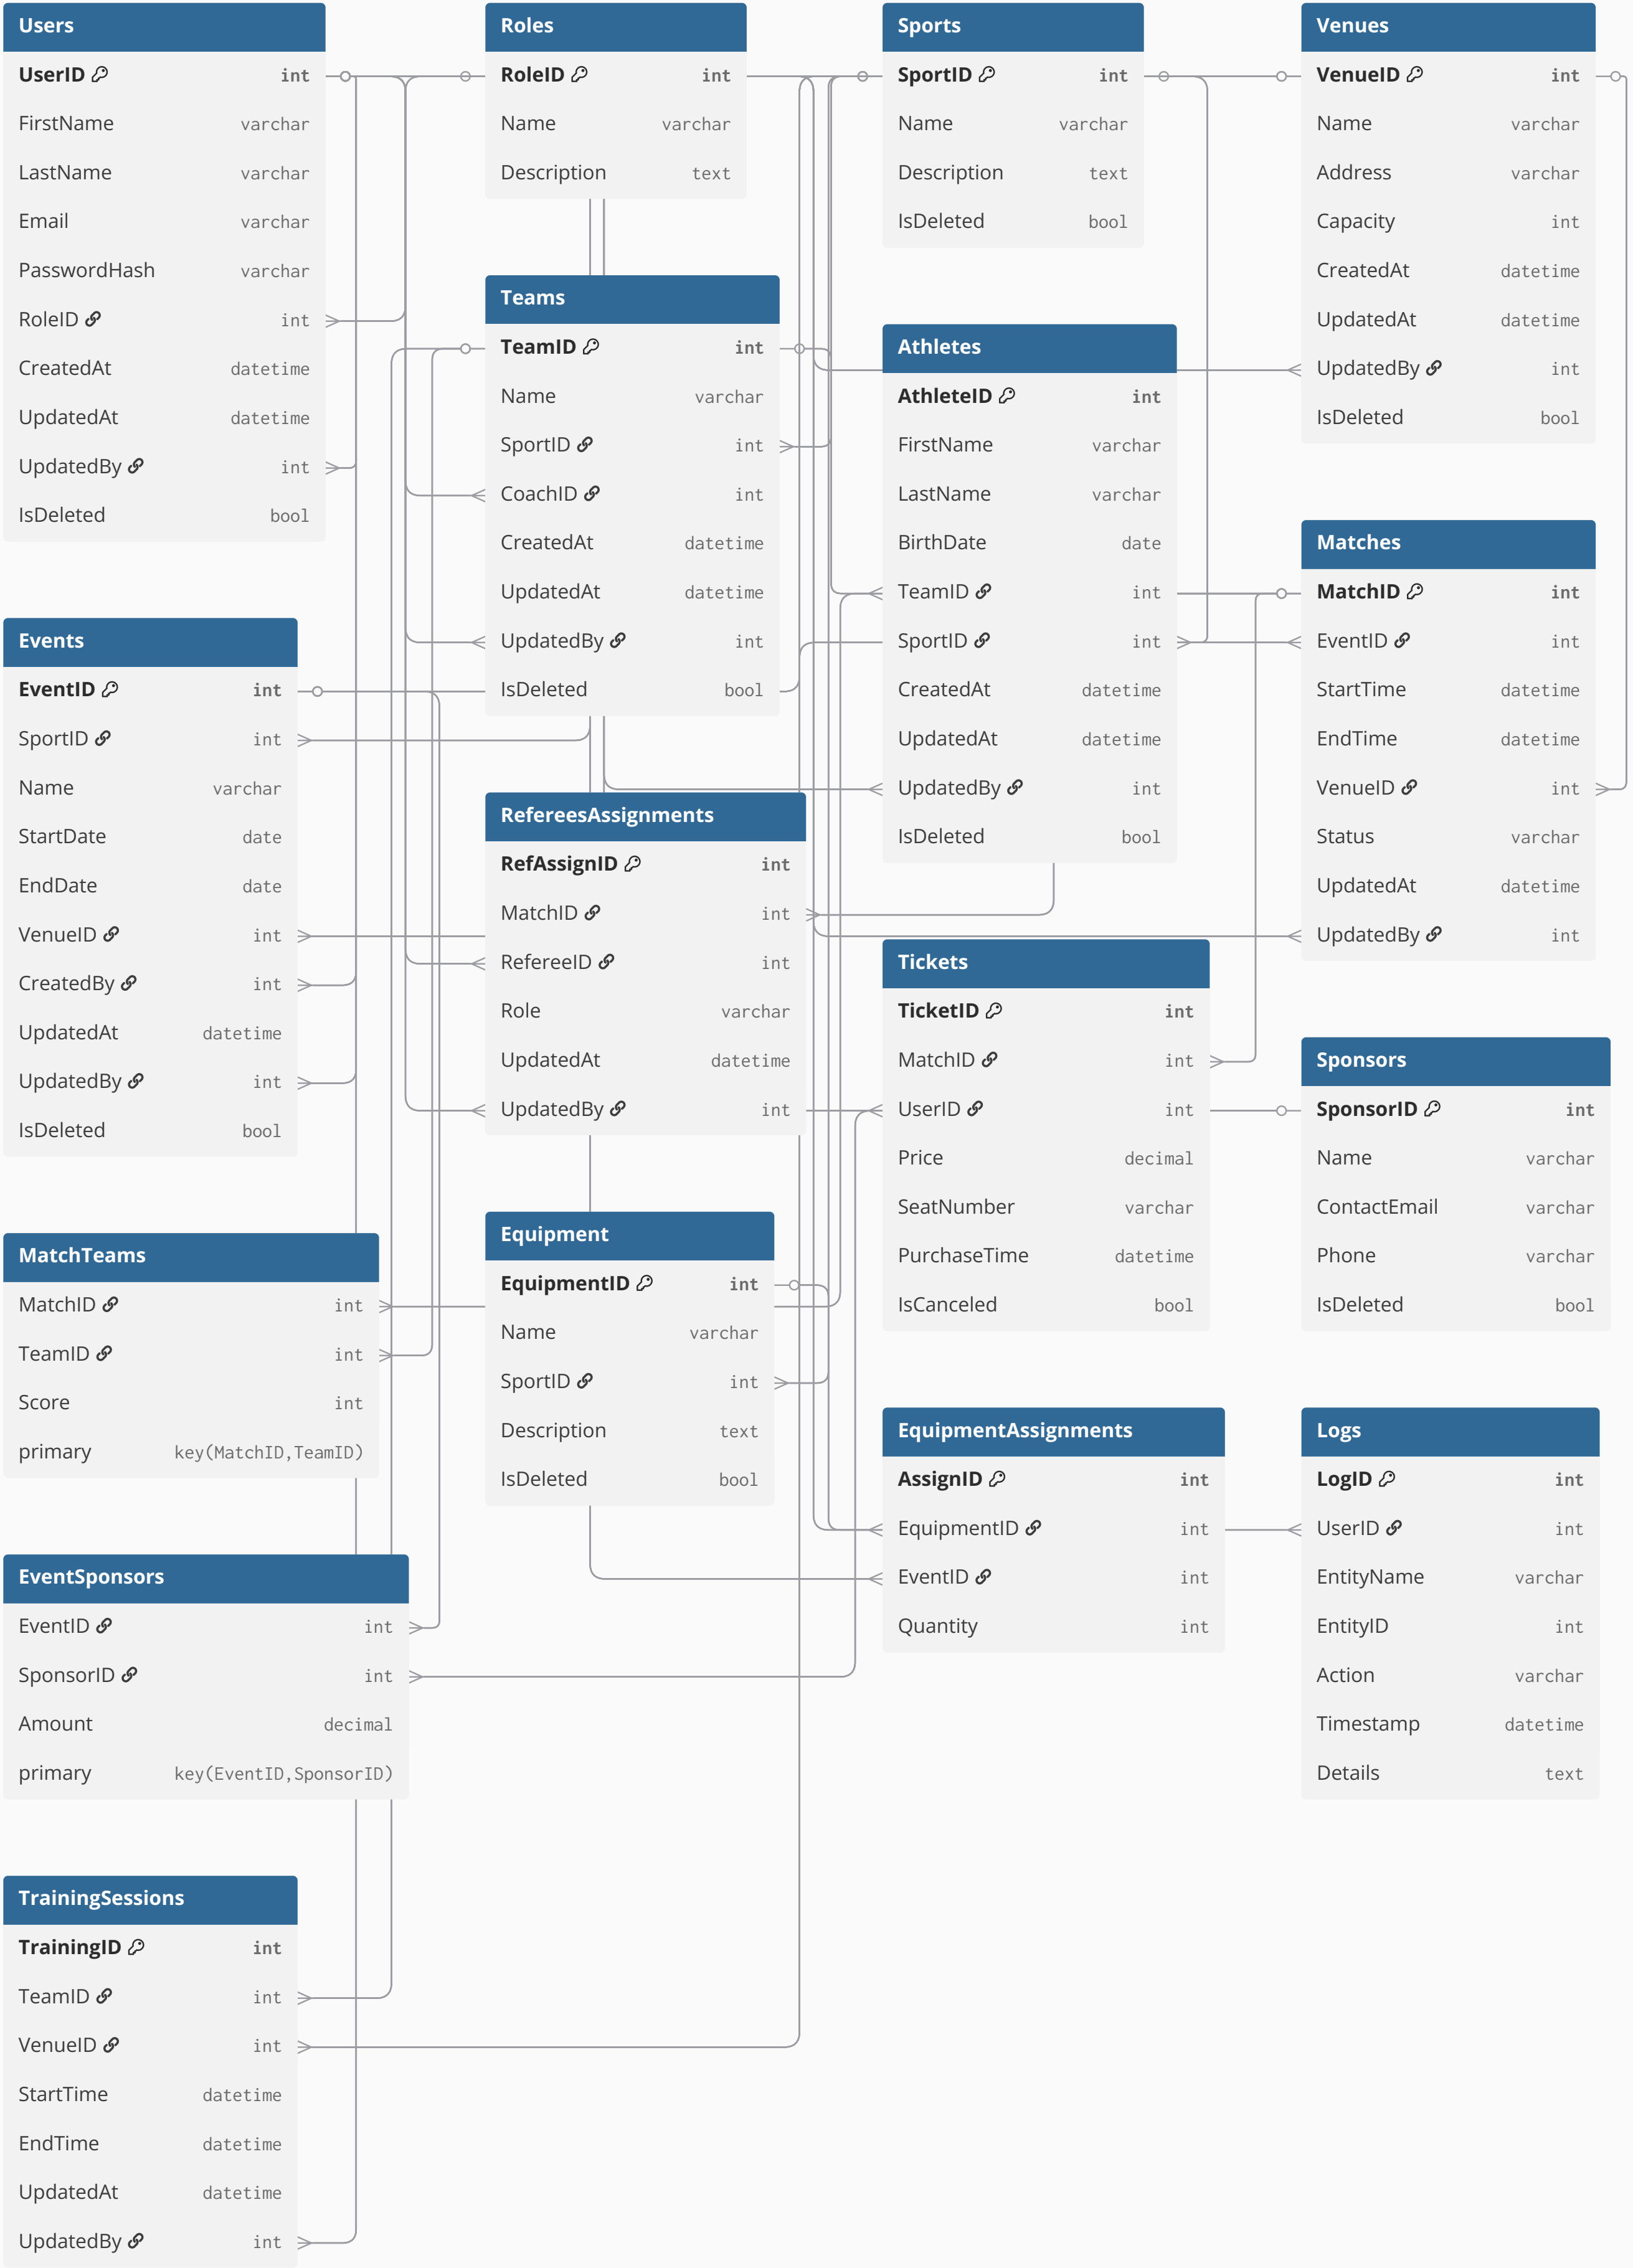 Users
UserID int
FirstName varchar
LastName varchar
Email varchar
PasswordHash varchar
RoleID int
CreatedAt datetime
UpdatedAt datetime
UpdatedBy int
IsDeleted bool
Roles
RoleID int
Name varchar
Description text
Sports
SportID int
Name varchar
Description text
IsDeleted bool
Venues
VenueID int
Name varchar
Address varchar
Capacity int
CreatedAt datetime
UpdatedAt datetime
UpdatedBy int
IsDeleted bool
Teams
TeamID int
Name varchar
SportID int
CoachID int
CreatedAt datetime
UpdatedAt datetime
UpdatedBy int
IsDeleted bool
Athletes
AthleteID int
FirstName varchar
LastName varchar
BirthDate date
TeamID int
SportID int
CreatedAt datetime
UpdatedAt datetime
UpdatedBy int
IsDeleted bool
Matches
MatchID int
EventID int
StartTime datetime
EndTime datetime
VenueID int
Status varchar
UpdatedAt datetime
UpdatedBy int
Events
EventID int
SportID int
Name varchar
StartDate date
EndDate date
VenueID int
CreatedBy int
UpdatedAt datetime
UpdatedBy int
IsDeleted bool
RefereesAssignments
RefAssignID int
MatchID int
RefereeID int
Role varchar
UpdatedAt datetime
UpdatedBy int
Tickets
TicketID int
MatchID int
UserID int
Price decimal
SeatNumber varchar
PurchaseTime datetime
IsCanceled bool
Sponsors
SponsorID int
Name varchar
ContactEmail varchar
Phone varchar
IsDeleted bool
MatchTeams
MatchID int
TeamID int
Score int
primary key(MatchID,TeamID)
Equipment
EquipmentID int
Name varchar
SportID int
Description text
IsDeleted bool
EquipmentAssignments
AssignID int
EquipmentID int
EventID int
Quantity int
Logs
LogID int
UserID int
EntityName varchar
EntityID int
Action varchar
Timestamp datetime
Details text
EventSponsors
EventID int
SponsorID int
Amount decimal
primary key(EventID,SponsorID)
TrainingSessions
TrainingID int
TeamID int
VenueID int
StartTime datetime
EndTime datetime
UpdatedAt datetime
UpdatedBy int